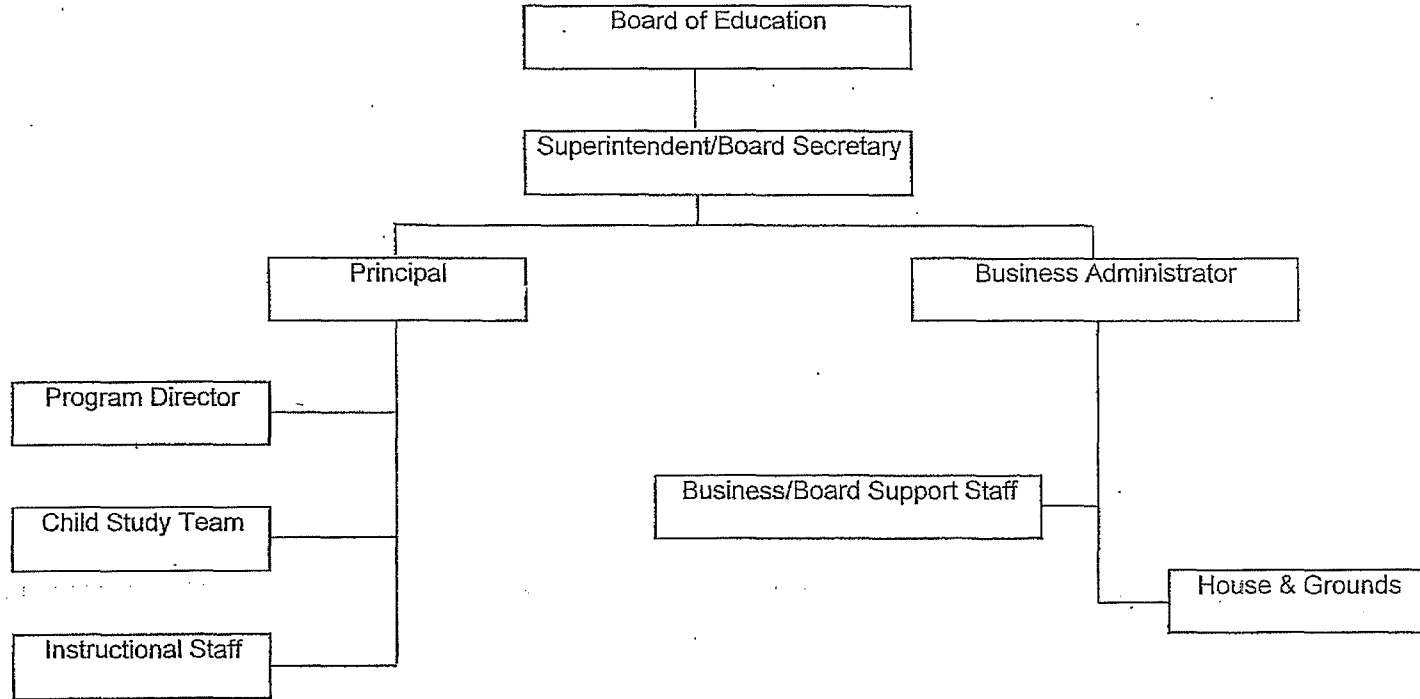 Board of Education
Superintendent/Board Secretary
Principal
Business Administrator
Program Director
Child Study Team
Business/Board Support Staff
House & Grounds
Instructional Staff